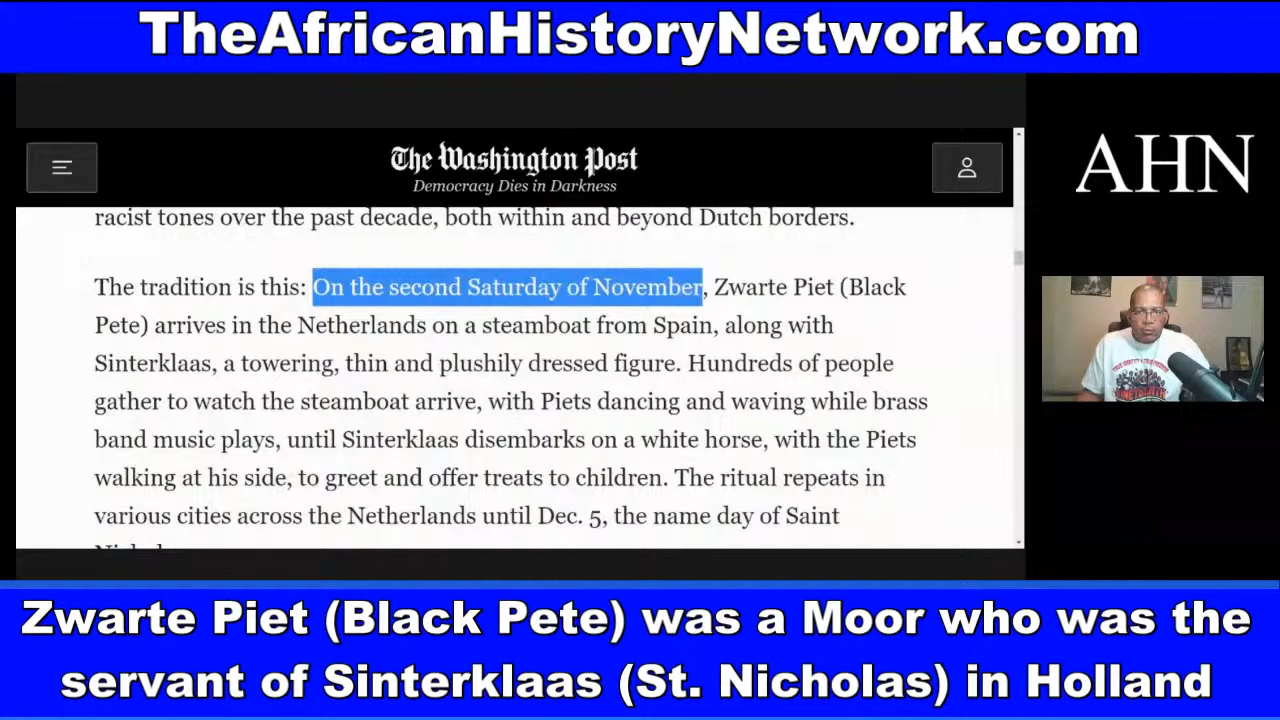 TheAfricanHistoryNetwork.com
The Washington Post
Democracy Dies in Darkness
AHN
racist tones over the past decade, both within and beyond Dutch borders.
The tradition is this: On the second Saturday of November, Zwarte Piet (Black
Pete) arrives in the Netherlands on a steamboat from Spain, along with
Sinterklaas, a towering, thin and plushily dressed figure. Hundreds of people
gather to watch the steamboat arrive, with Piets dancing and waving while brass
band music plays, until Sinterklaas disembarks on a white horse, with the Piets
walking at his side, to greet and offer treats to children. The ritual repeats in
various cities across the Netherlands until Dec. 5, the name day of Saint
Zwarte Piet (Black Pete) was a Moor who was the
servant of Sinterklaas (St. Nicholas) in Holland